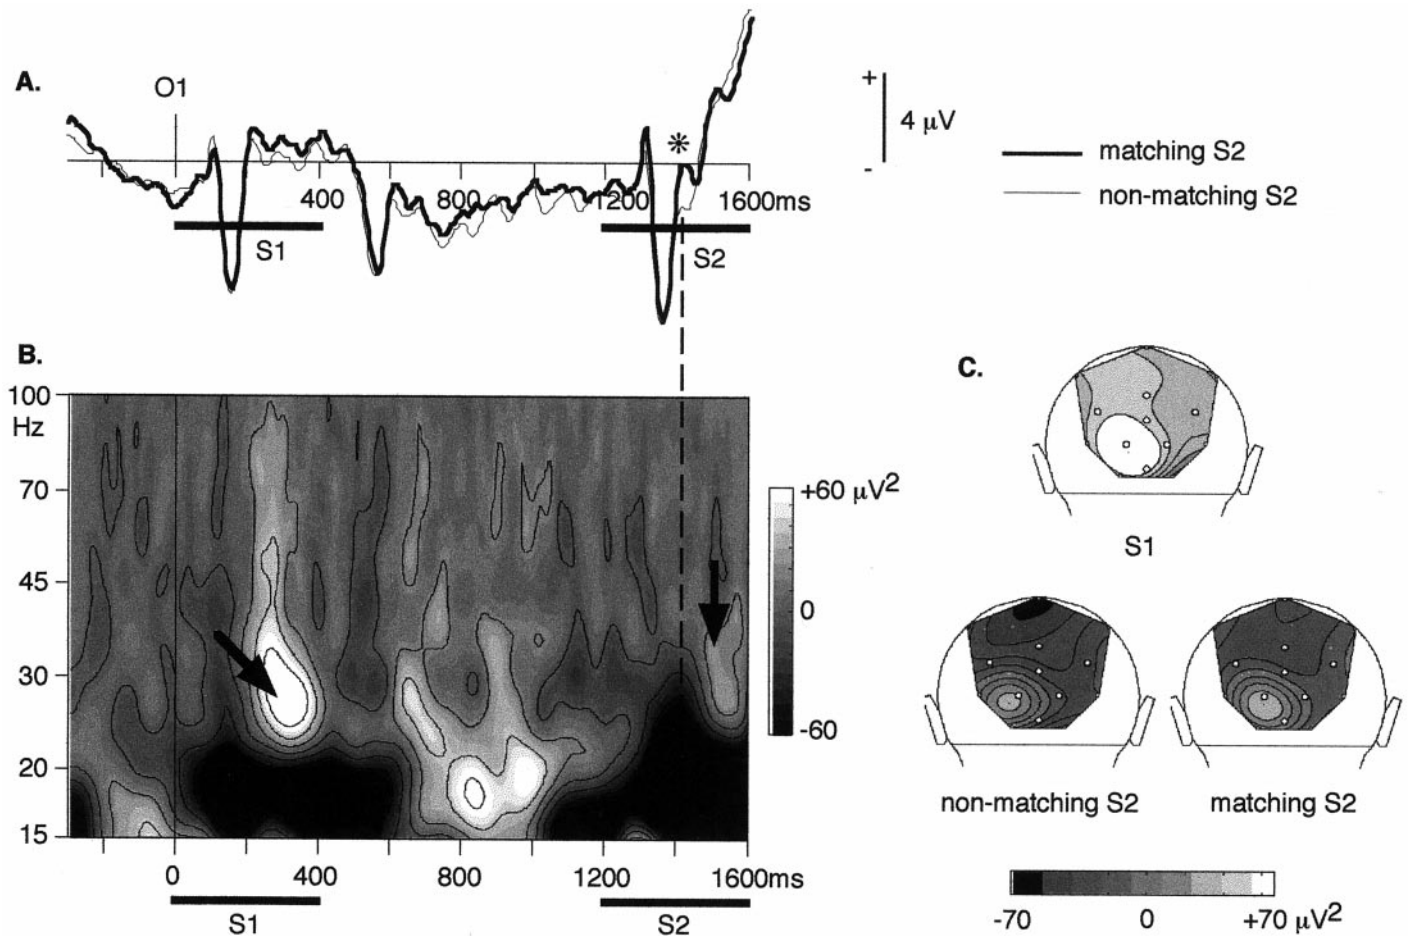 A.
O1
+
4 µV
-
matching S2
non-matching S2
*
400
800
1200
1600ms
S1
S2
B.
C.
100
Hz
70
45
30
20
15
+60 µV2
0
-60
S1
non-matching S2
matching S2
0
400
800
1200
1600ms
S1
S2
-70
0
+70 µV2